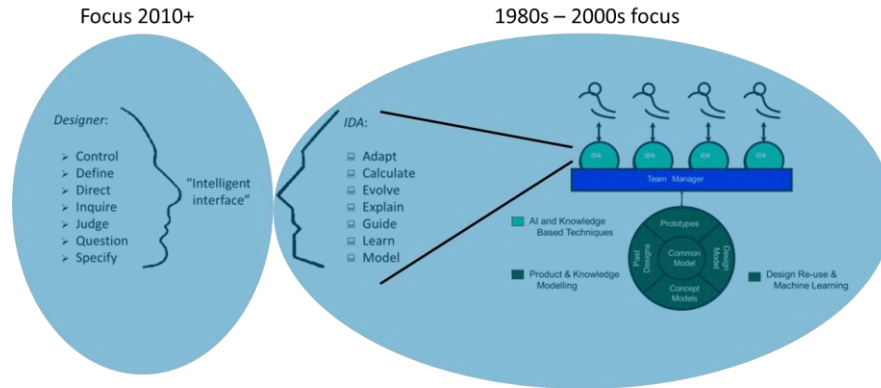 Focus 2010+
1980s – 2000s focus
Designer:
Control
Define
Direct
Inquire
Judge
Question
Specify
"Intelligent
interface"
IDA:
Adapt
Calculate
Evolve
Explain
Guide
Learn
Model
IDA
IDA
IDA
IDA
Team Manager
AI and Knowledge
Based Techniques
Product & Knowledge
Modelling
Prototypes
Past
Designs
Common
Model
Design
Model
Concept
Models
Design Re-use &
Machine Learning